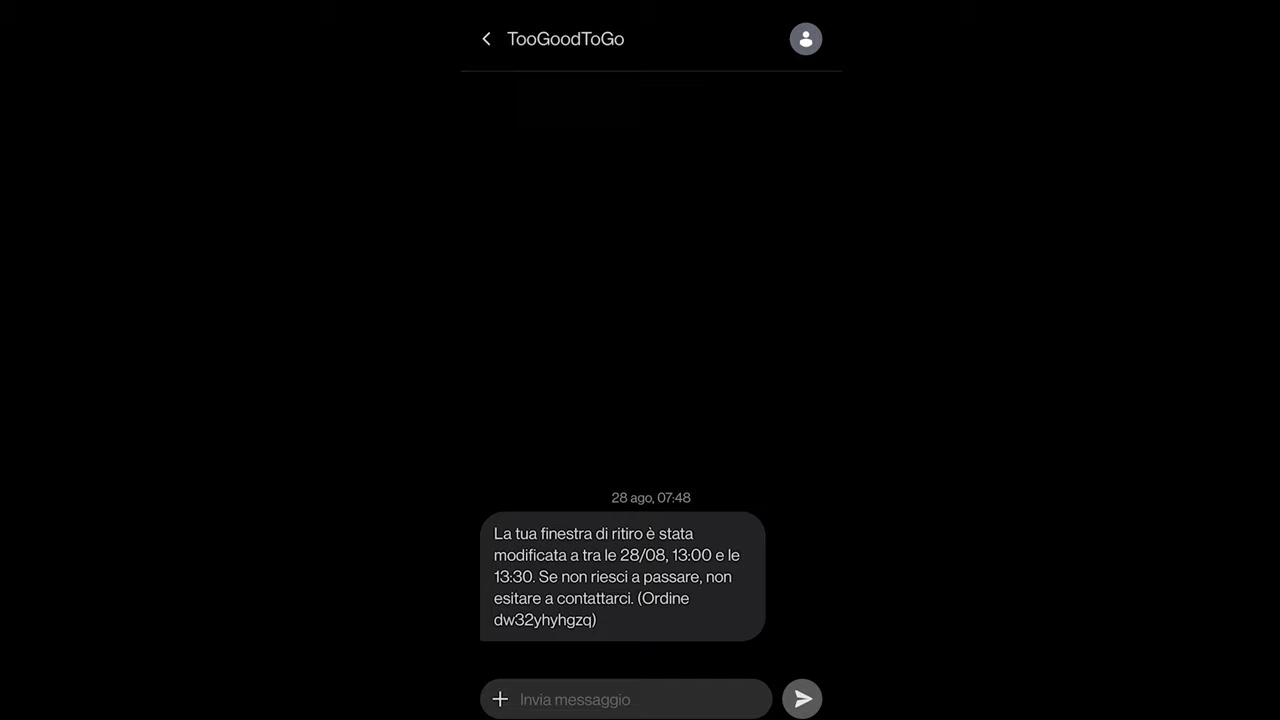 TooGoodToGo
28 ago, 07:48
La tua finestra di ritiro è stata
modificata a tra le 28/08, 13:00 e le
13:30. Se non riesci a passare, non
esitare a contattarci. (Ordine
dw32yhyhgzq)
Invia messaggio